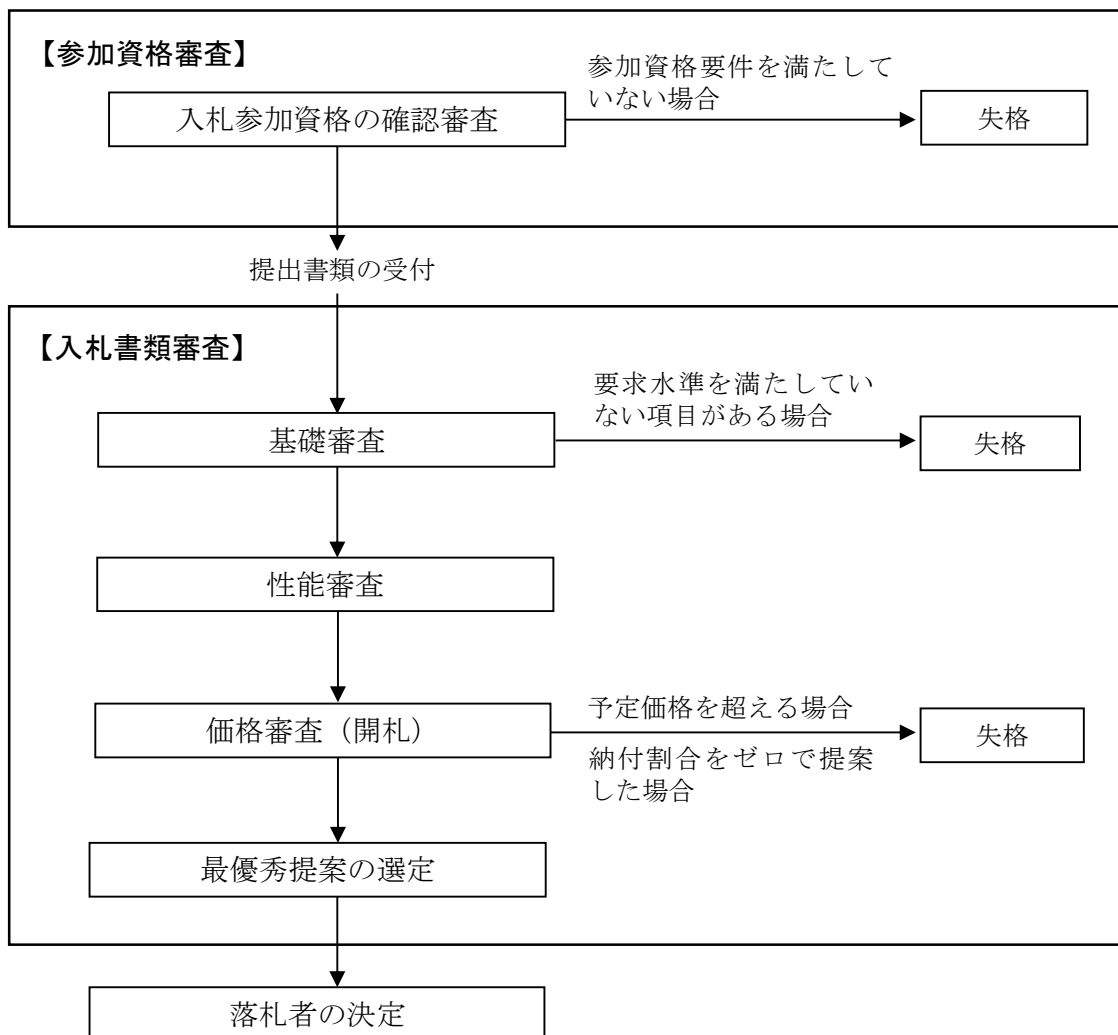 【参加資格審査】
参加資格要件を満たして
いない場合
入札参加資格の確認審査
失格
提出書類の受付
【入札書類審査】
要求水準を満たしてい
ない項目がある場合
基礎審査
失格
性能審査
予定価格を超える場合
価格審査（開札）
失格
納付割合をゼロで提案
した場合
最優秀提案の選定
落札者の決定